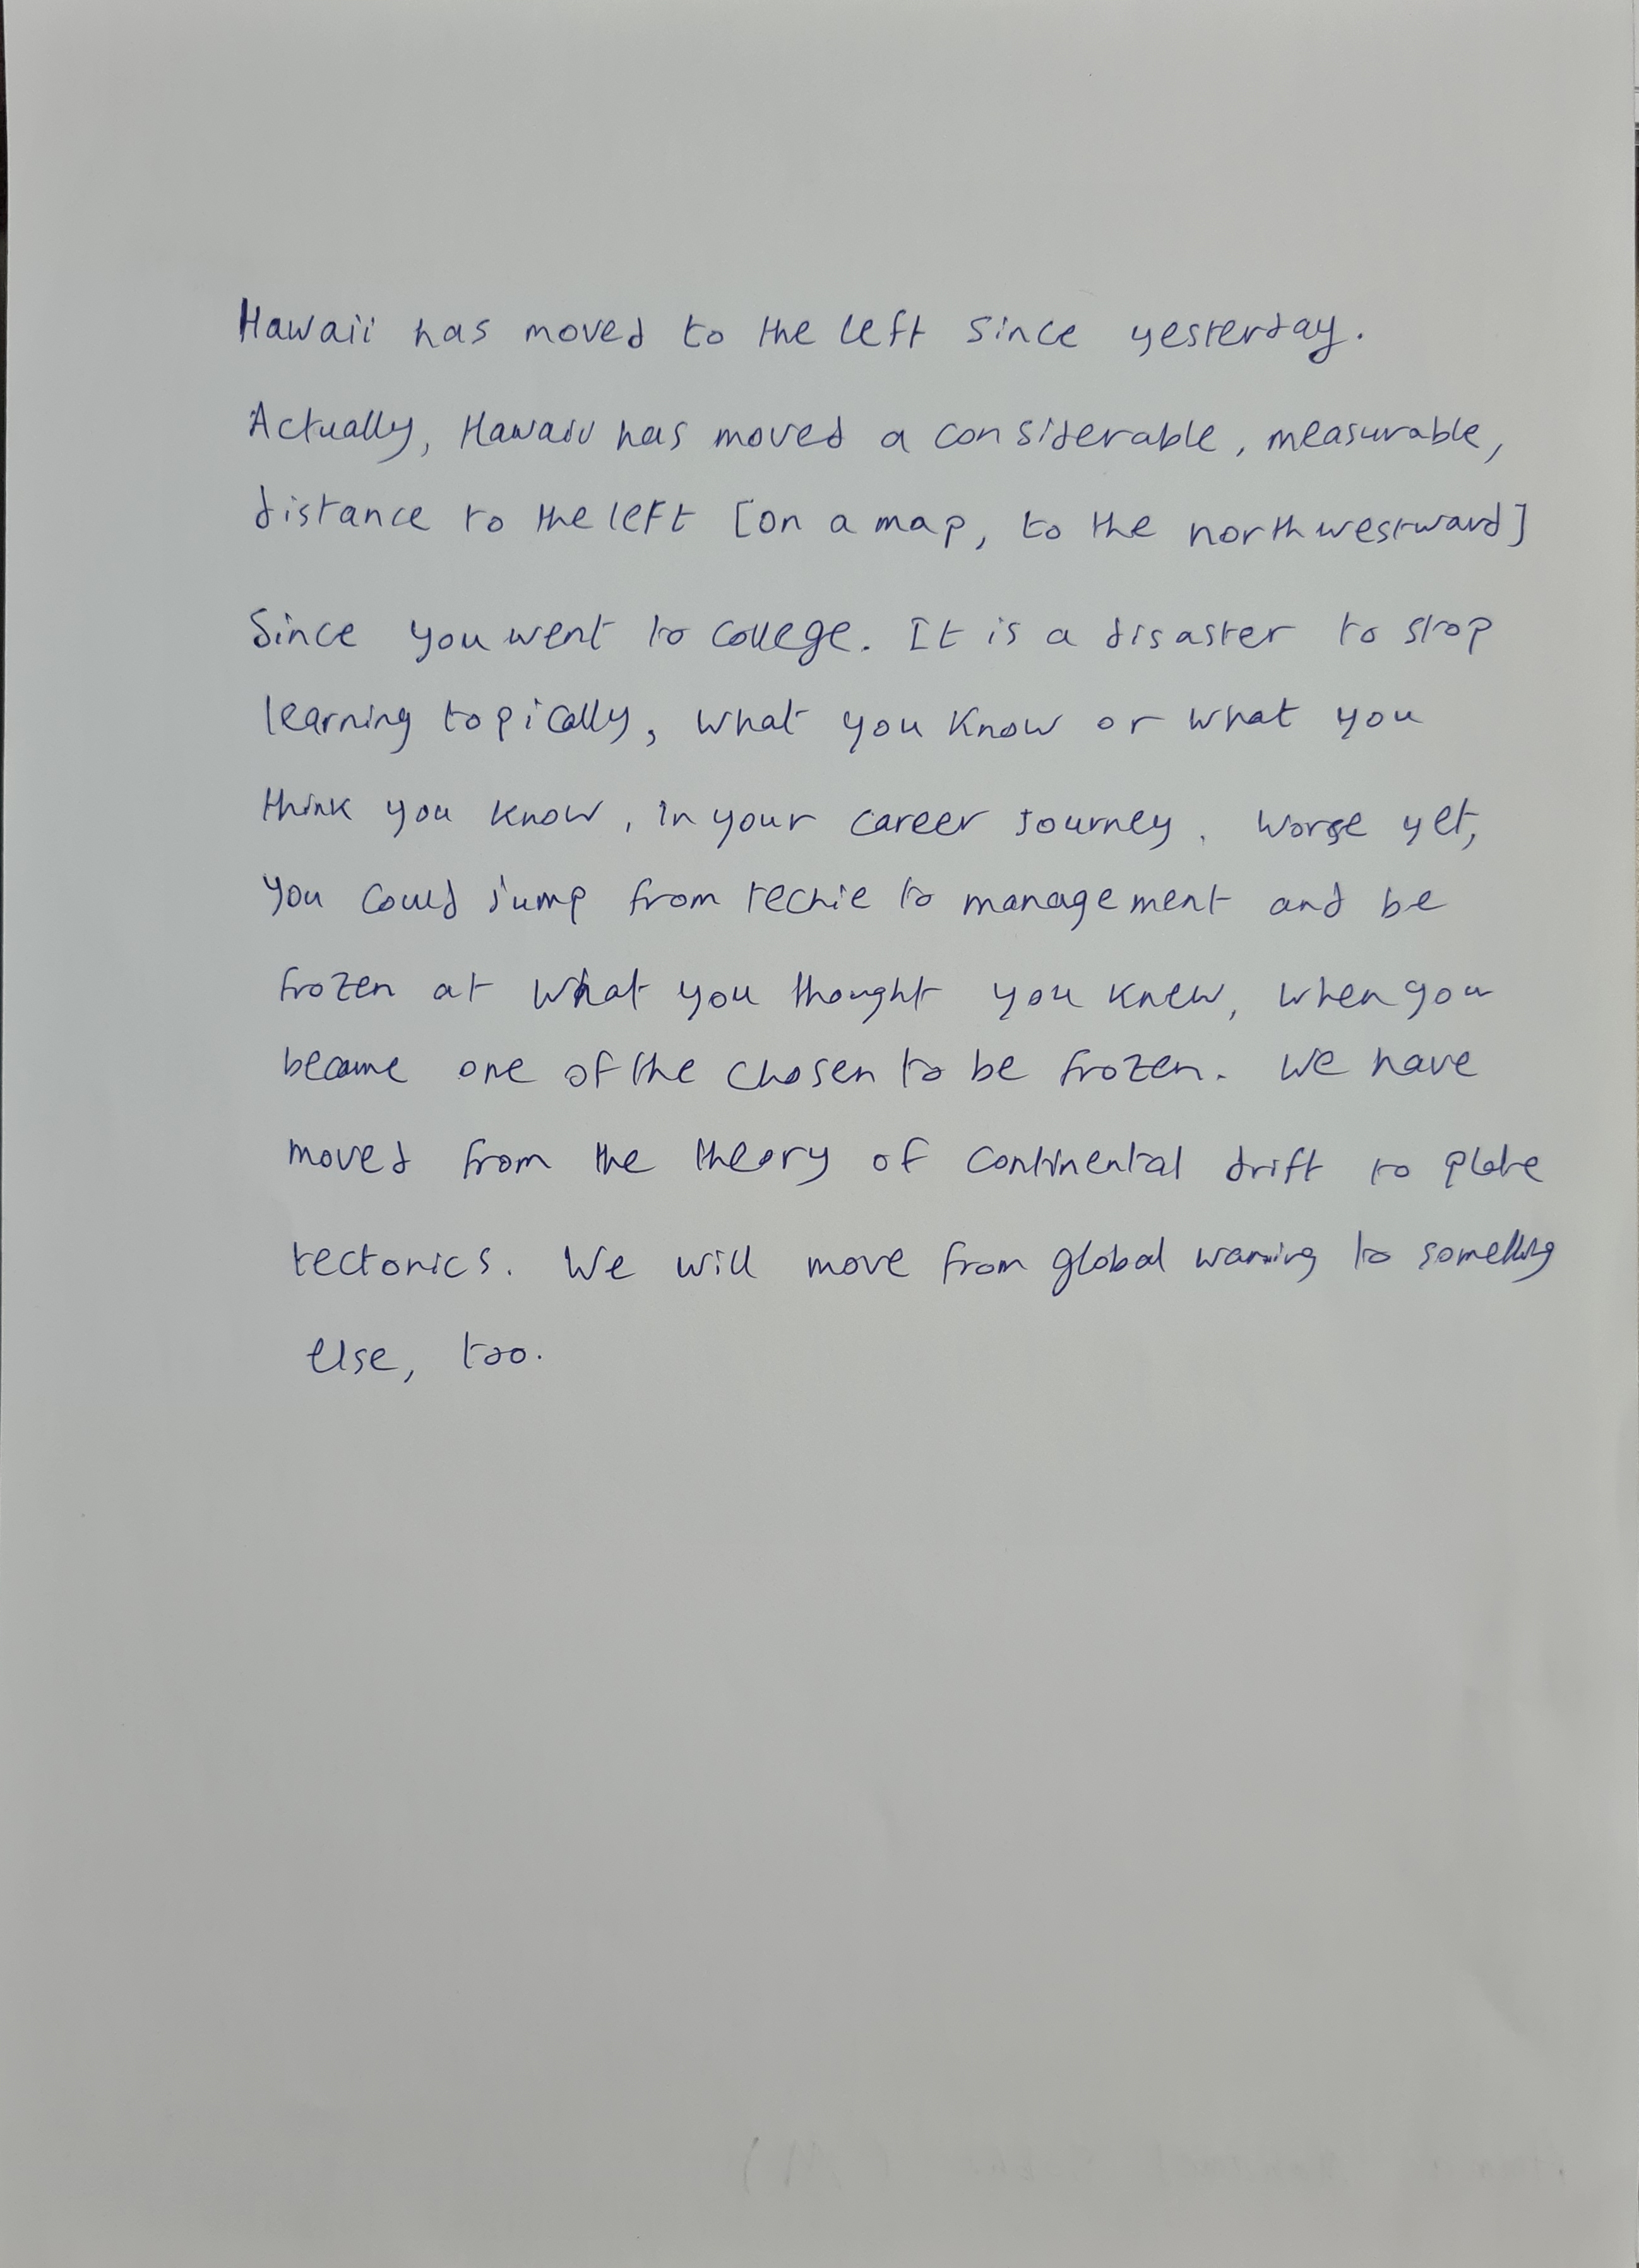 Hawaii has moved to the left since yesterday.
Actually, Hawaii has moved a considerable, measurable,
distance to the left [on a map, to the northwestward]
Since you went to college. It is a disaster to stop
learning topically, what you know or what you
think you know, in your career journey. Worse yet,
you could jump from techie to management and be
frozen at what you thought you knew, when you
became one of the chosen to be frozen. We have
moved from the theory of continental drift to plate
tectonics. We will move from global warming to something
else, too.